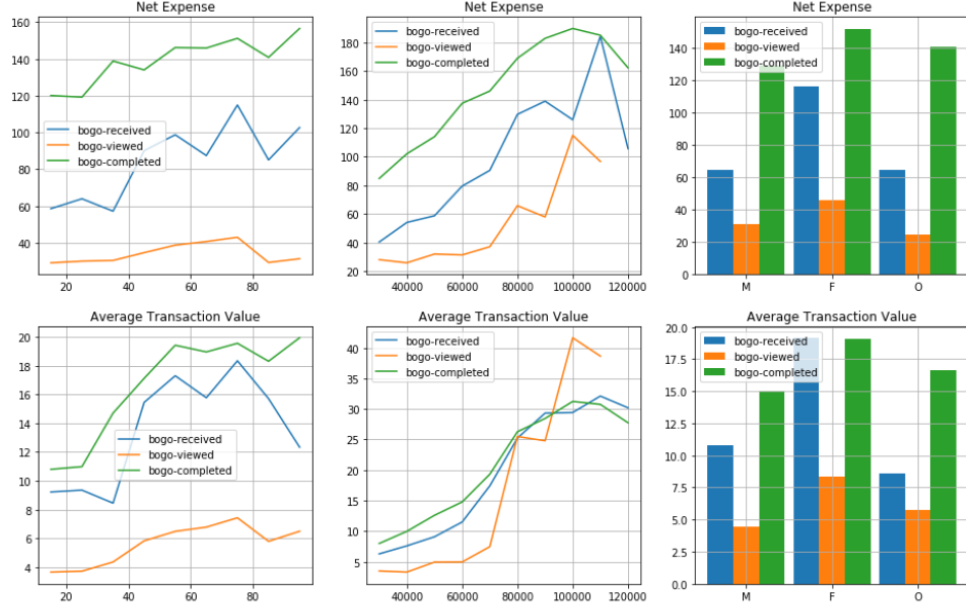 Net Expense
160
140
120
100
80
60
40
20 40 60 80
bogo-received
bogo-viewed
bogo-completed
Net Expense
180
160
140
120
100
80
60
40
20
40000 60000 80000 100000 120000
bogo-received
bogo-viewed
bogo-completed
Net Expense
140
120
100
80
60
40
20
0
M F O
bogo-received
bogo-viewed
bogo-completed
Average Transaction Value
20
18
16
14
12
10
8
6
4
20 40 60 80
bogo-received
bogo-viewed
bogo-completed
Average Transaction Value
40
35
30
25
20
15
10
5
40000 60000 80000 100000 120000
bogo-received
bogo-viewed
bogo-completed
Average Transaction Value
20.0
17.5
15.0
12.5
10.0
7.5
5.0
2.5
0.0
M F O
bogo-received
bogo-viewed
bogo-completed